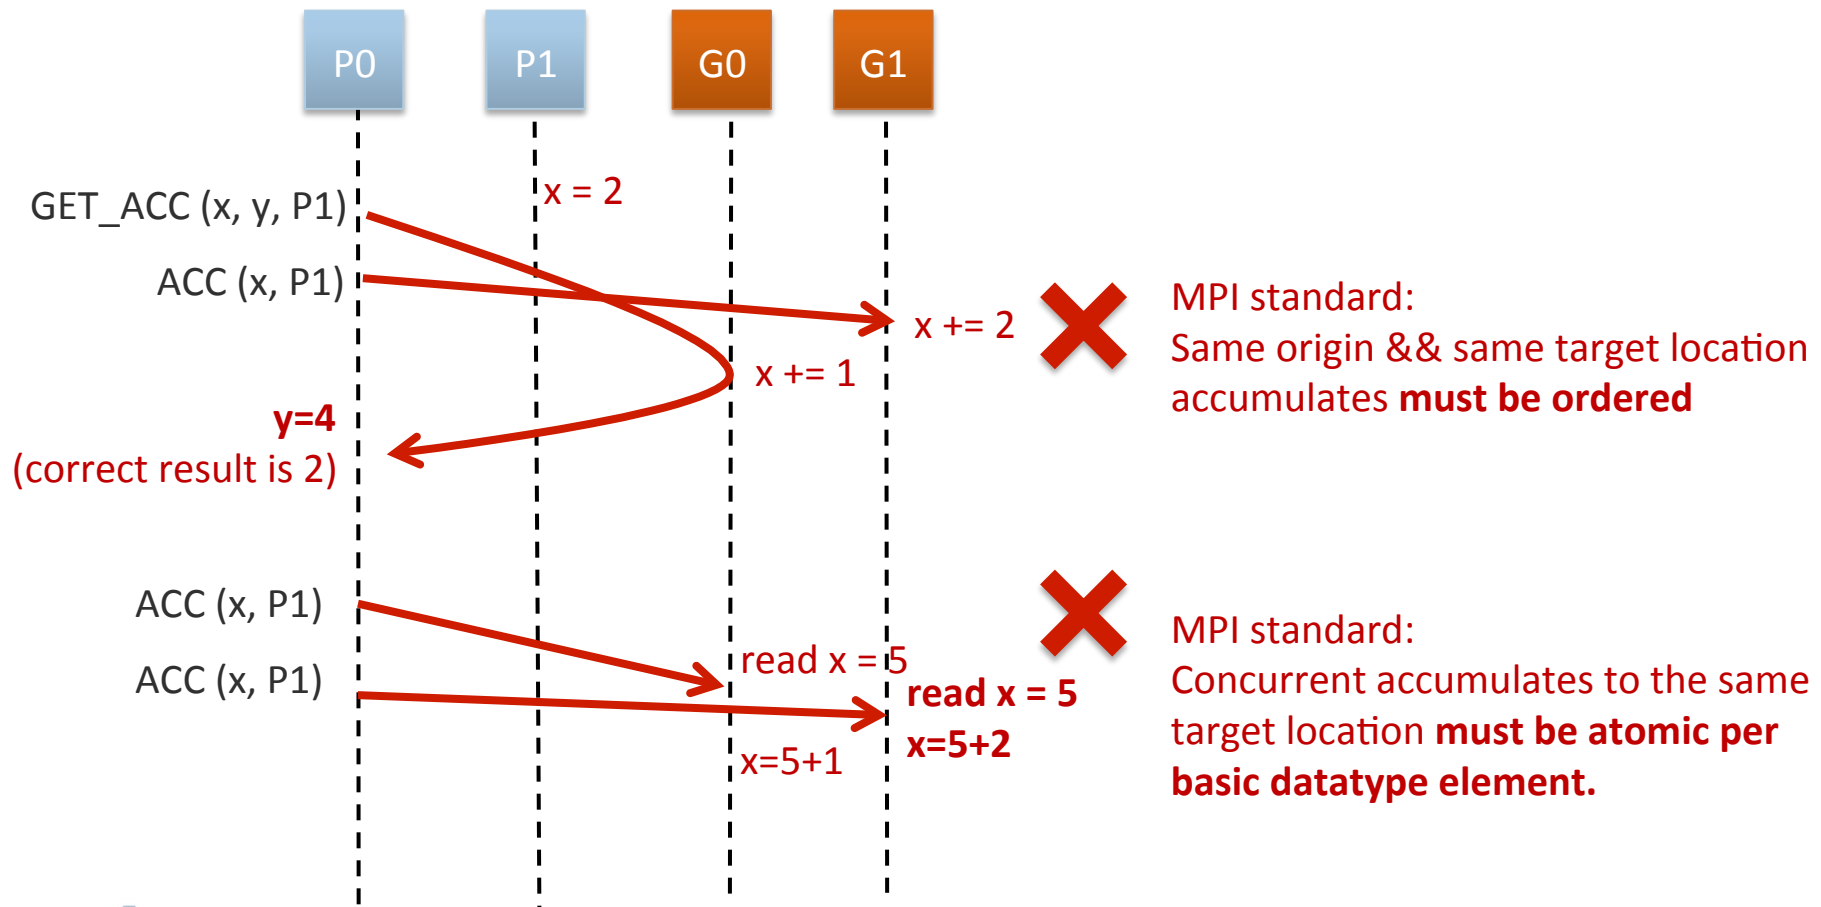 P0
P1
G0
G1
x = 2
GET_ACC (x, y, P1)
ACC (x, P1)
x += 2
x += 1
MPI standard:
Same origin && same target location
accumulates must be ordered
y=4
(correct result is 2)
ACC (x, P1)
ACC (x, P1)
read x = 5
read x = 5
x=5+2
x=5+1
MPI standard:
Concurrent accumulates to the same
target location must be atomic per
basic datatype element.